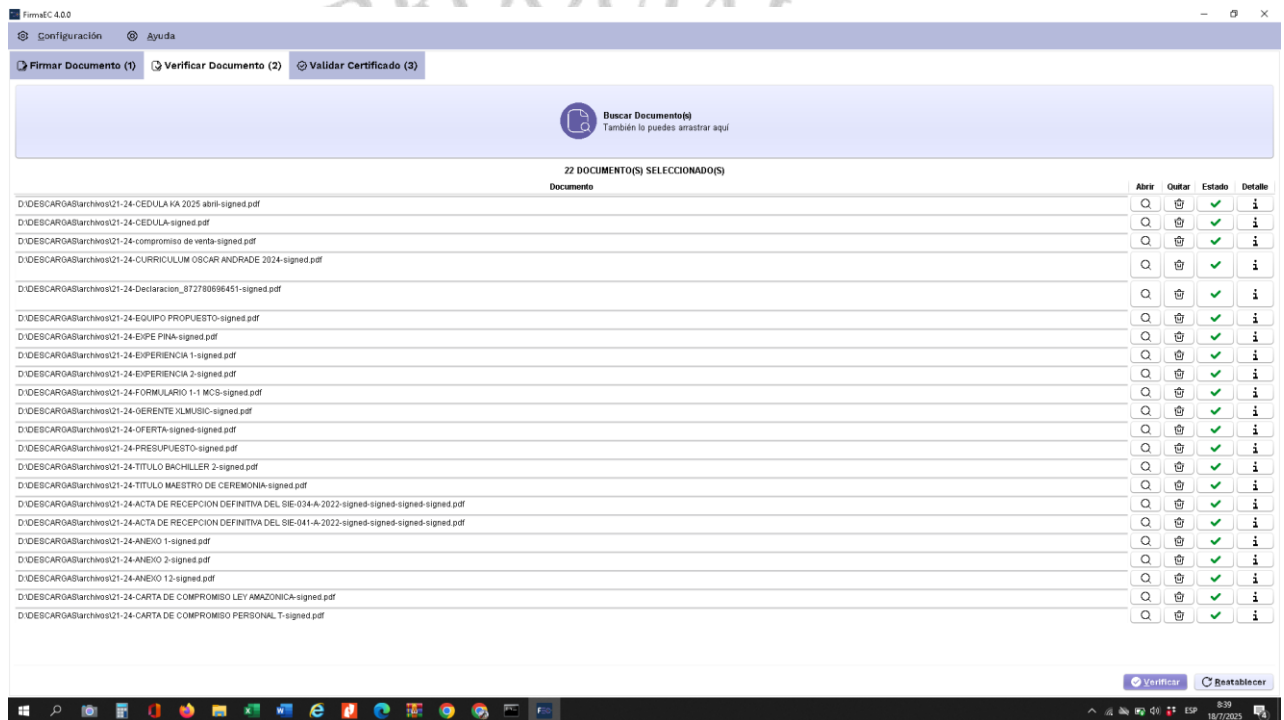 FirmaEC 4.0.0
Configuración Ayuda
Firmar Documento (1) Verificar Documento (2) Validar Certificado (3)
Buscar Documento(s)
También lo puedes arrastrar aquí
22 DOCUMENTO(S) SELECCIONADO(S)
Documento Abrir Quitar Estado Detalle
D:\DESCARGAS\archivos\21-24-CEDULA KA 2025 abril-signed.pdf
D:\DESCARGAS\archivos\21-24-CEDULA-signed.pdf
D:\DESCARGAS\archivos\21-24-compromiso de venta-signed.pdf
D:\DESCARGAS\archivos\21-24-CURRICULUM OSCAR ANDRADE 2024-signed.pdf
D:\DESCARGAS\archivos\21-24-Declaracion_872780696451-signed.pdf
D:\DESCARGAS\archivos\21-24-EQUIPO PROPUESTO-signed.pdf
D:\DESCARGAS\archivos\21-24-EXPE PINA-signed.pdf
D:\DESCARGAS\archivos\21-24-EXPERIENCIA 1-signed.pdf
D:\DESCARGAS\archivos\21-24-EXPERIENCIA 2-signed.pdf
D:\DESCARGAS\archivos\21-24-FORMULARIO 1-1 MCS-signed.pdf
D:\DESCARGAS\archivos\21-24-GERENTE XLMUSIC-signed.pdf
D:\DESCARGAS\archivos\21-24-OFERTA-signed-signed.pdf
D:\DESCARGAS\archivos\21-24-PRESUPUESTO-signed.pdf
D:\DESCARGAS\archivos\21-24-TITULO BACHILLER 2-signed.pdf
D:\DESCARGAS\archivos\21-24-TITULO MAESTRO DE CEREMONIA-signed.pdf
D:\DESCARGAS\archivos\21-24-ACTA DE RECEPCION DEFINITIVA DEL SIE-034-A-2022-signed-signed-signed-signed.pdf
D:\DESCARGAS\archivos\21-24-ACTA DE RECEPCION DEFINITIVA DEL SIE-041-A-2022-signed-signed-signed-signed.pdf
D:\DESCARGAS\archivos\21-24-ANEXO 1-signed.pdf
D:\DESCARGAS\archivos\21-24-ANEXO 2-signed.pdf
D:\DESCARGAS\archivos\21-24-ANEXO 12-signed.pdf
D:\DESCARGAS\archivos\21-24-CARTA DE COMPROMISO LEY AMAZONICA-signed.pdf
D:\DESCARGAS\archivos\21-24-CARTA DE COMPROMISO PERSONAL T-signed.pdf
Verificar Reatablecer
ESP 8:39
18/7/2025